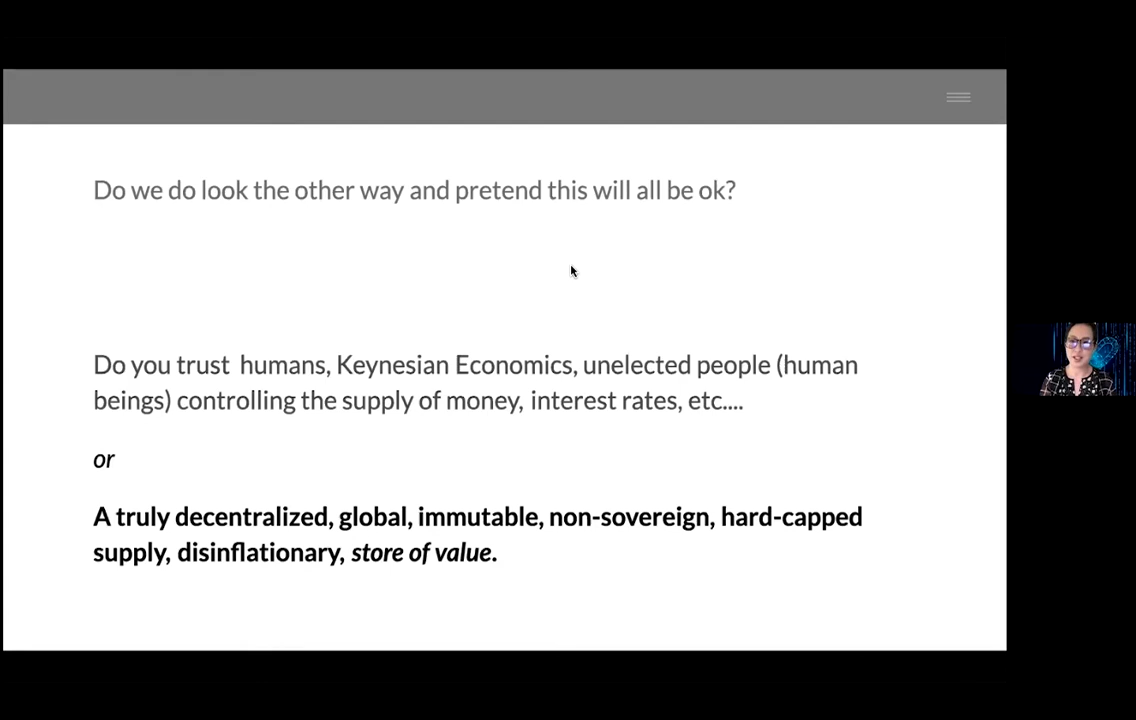 Do we do look the other way and pretend this will all be ok?
Do you trust humans, Keynesian Economics, unelected people (human
beings) controlling the supply of money, interest rates, etc....
or
A truly decentralized, global, immutable, non-sovereign, hard-capped
supply, disinflationary, store of value.